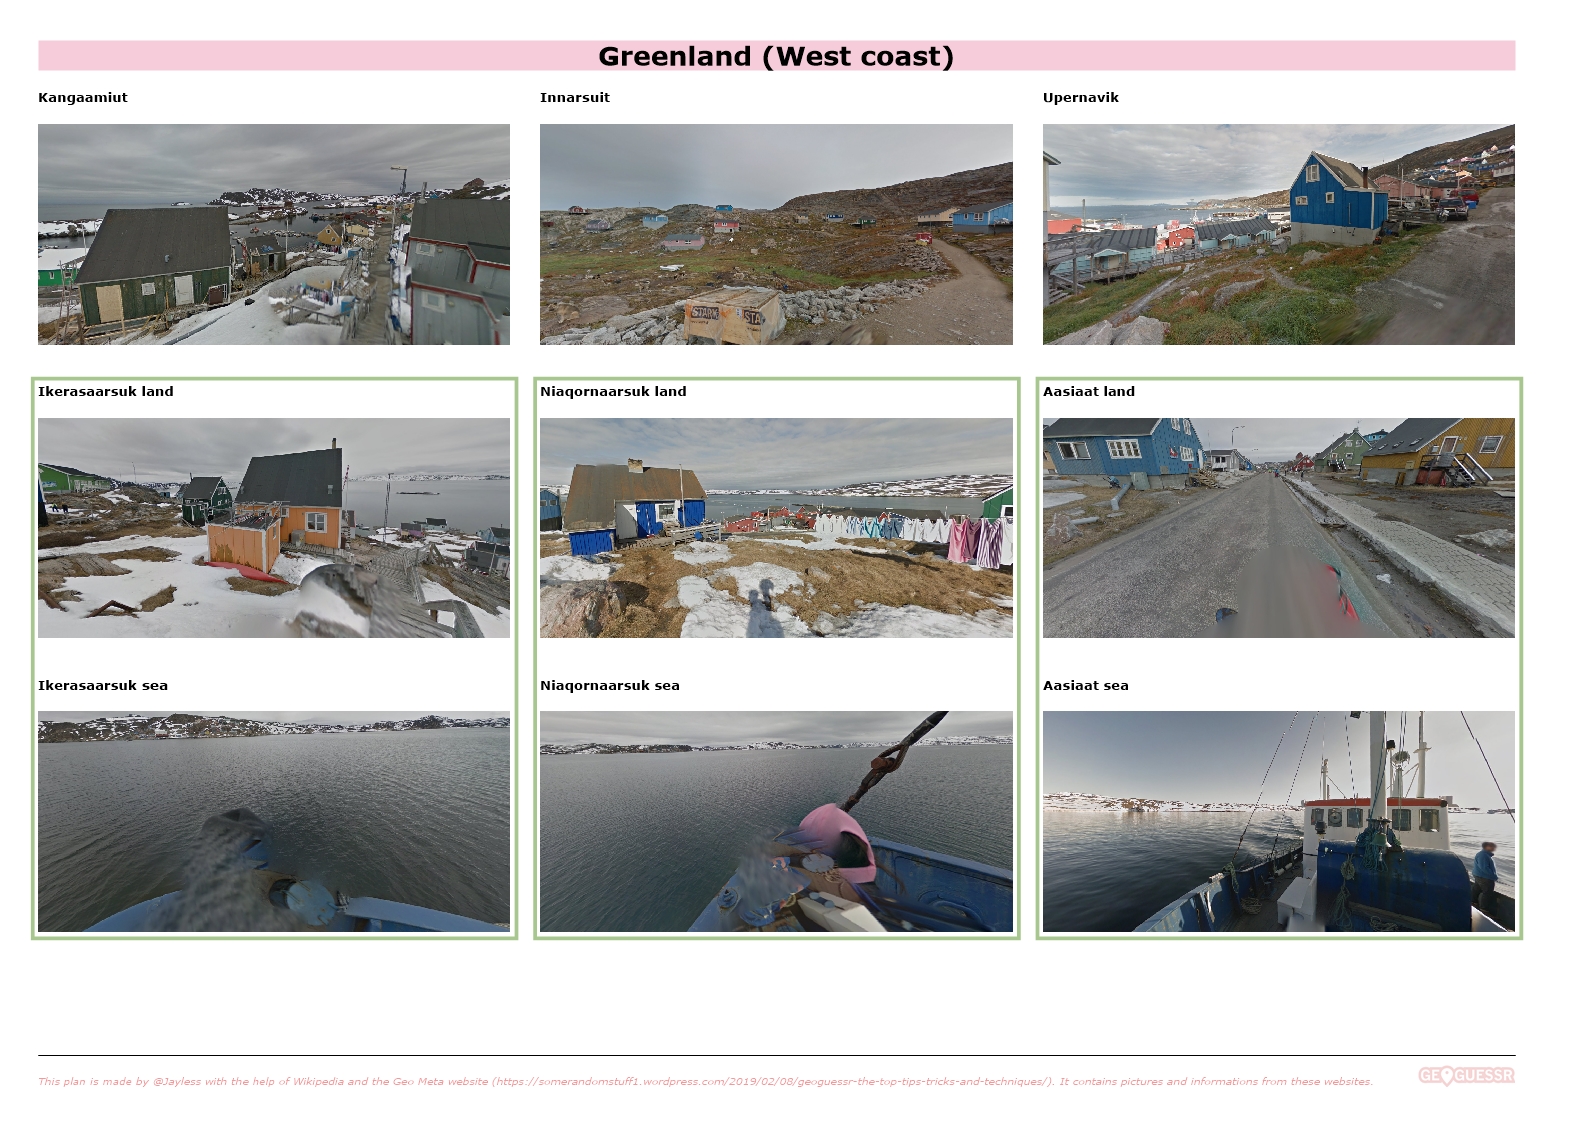 Greenland (West coast)
Kangaamiut
Innarsuit
Upernavik
STARK
STA
Ikerasaarsuk land
Niaqornaarsuk land
Aasiaat land
Ikerasaarsuk sea
Niaqornaarsuk sea
Aasiaat sea
This plan is made by @Jayless with the help of Wikipedia and the Geo Meta website (https://somerandomstuff1.wordpress.com/2019/02/08/geoguessr-the-top-tips-tricks-and-techniques/). It contains pictures and informations from these websites.
GEOGUESSR